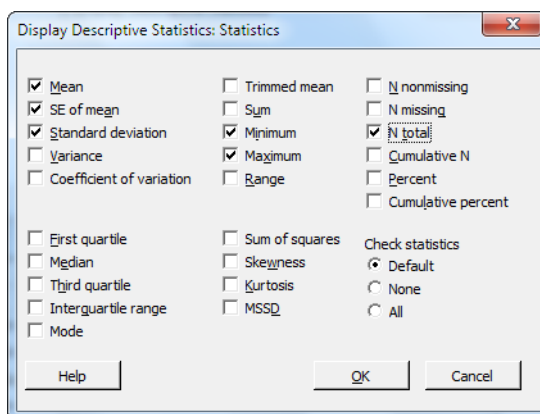 Display Descriptive Statistics: Statistics
Mean
SE of mean
Standard deviation
Variance
Coefficient of variation
Trimmed mean
Sum
Minimum
Maximum
Range
N nonmissing
N missing
N total
Cumulative N
Percent
Cumulative percent
First quartile
Median
Third quartile
Interquartile range
Mode
Sum of squares
Skewness
Kurtosis
MSSD
Check statistics
Default
None
All
Help
OK
Cancel